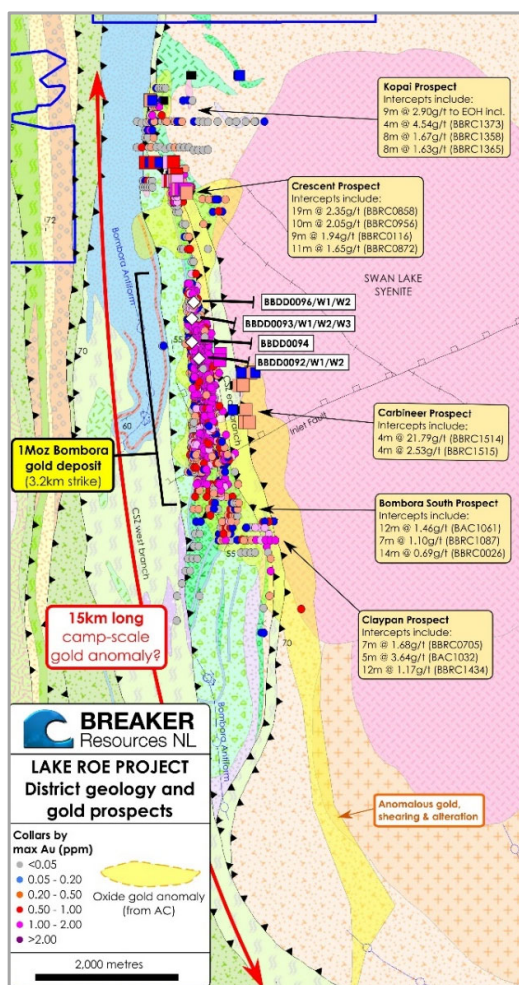 Kopai Prospect
Intercepts include:
9m @ 2.90g/t to EOH incl.
4m @ 4.54g/t (BBRC1373)
8m @ 1.67g/t (BBRC1358)
8m @ 1.63g/t (BBRC1365)
Crescent Prospect
Intercepts include:
19m @ 2.35g/t (BBRC0858)
10m @ 2.05g/t (BBRC0956)
9m @ 1.94g/t (BBRC0116)
11m @ 1.65g/t (BBRC0872)
72
Bombora Antiform
SWAN LAKE
SYENITE
BBDD0096/W1/W2
BBDD0093/W1/W2/W3
55
BBDD0094
70
BBDD0092/W1/W2
CSZ east branch
Inlet Fault
60
Carbineer Prospect
Intercepts include:
4m @ 21.79g/t (BBRC1514)
4m @ 2.53g/t (BBRC1515)
1Moz Bombora
gold deposit
(3.2km strike)
CSZ west branch
Bombora South Prospect
Intercepts include:
12m @ 1.46g/t (BAC1061)
7m @ 1.10g/t (BBRC1087)
14m @ 0.69g/t (BBRC0026)
55
15km long
camp-scale
gold anomaly?
Claypan Prospect
Intercepts include:
7m @ 1.68g/t (BBRC0705)
5m @ 3.64g/t (BAC1032)
12m @ 1.17g/t (BBRC1434)
70
Bombora Antiform
BREAKER
Resources NL
LAKE ROE PROJECT
District geology and
gold prospects
Anomalous gold,
shearing & alteration
Collars by
max Au (ppm)
<0.05
0.05 - 0.20
0.20 - 0.50
0.50 - 1.00
1.00 - 2.00
>2.00
Oxide gold anomaly
(from AC)
2,000 metres